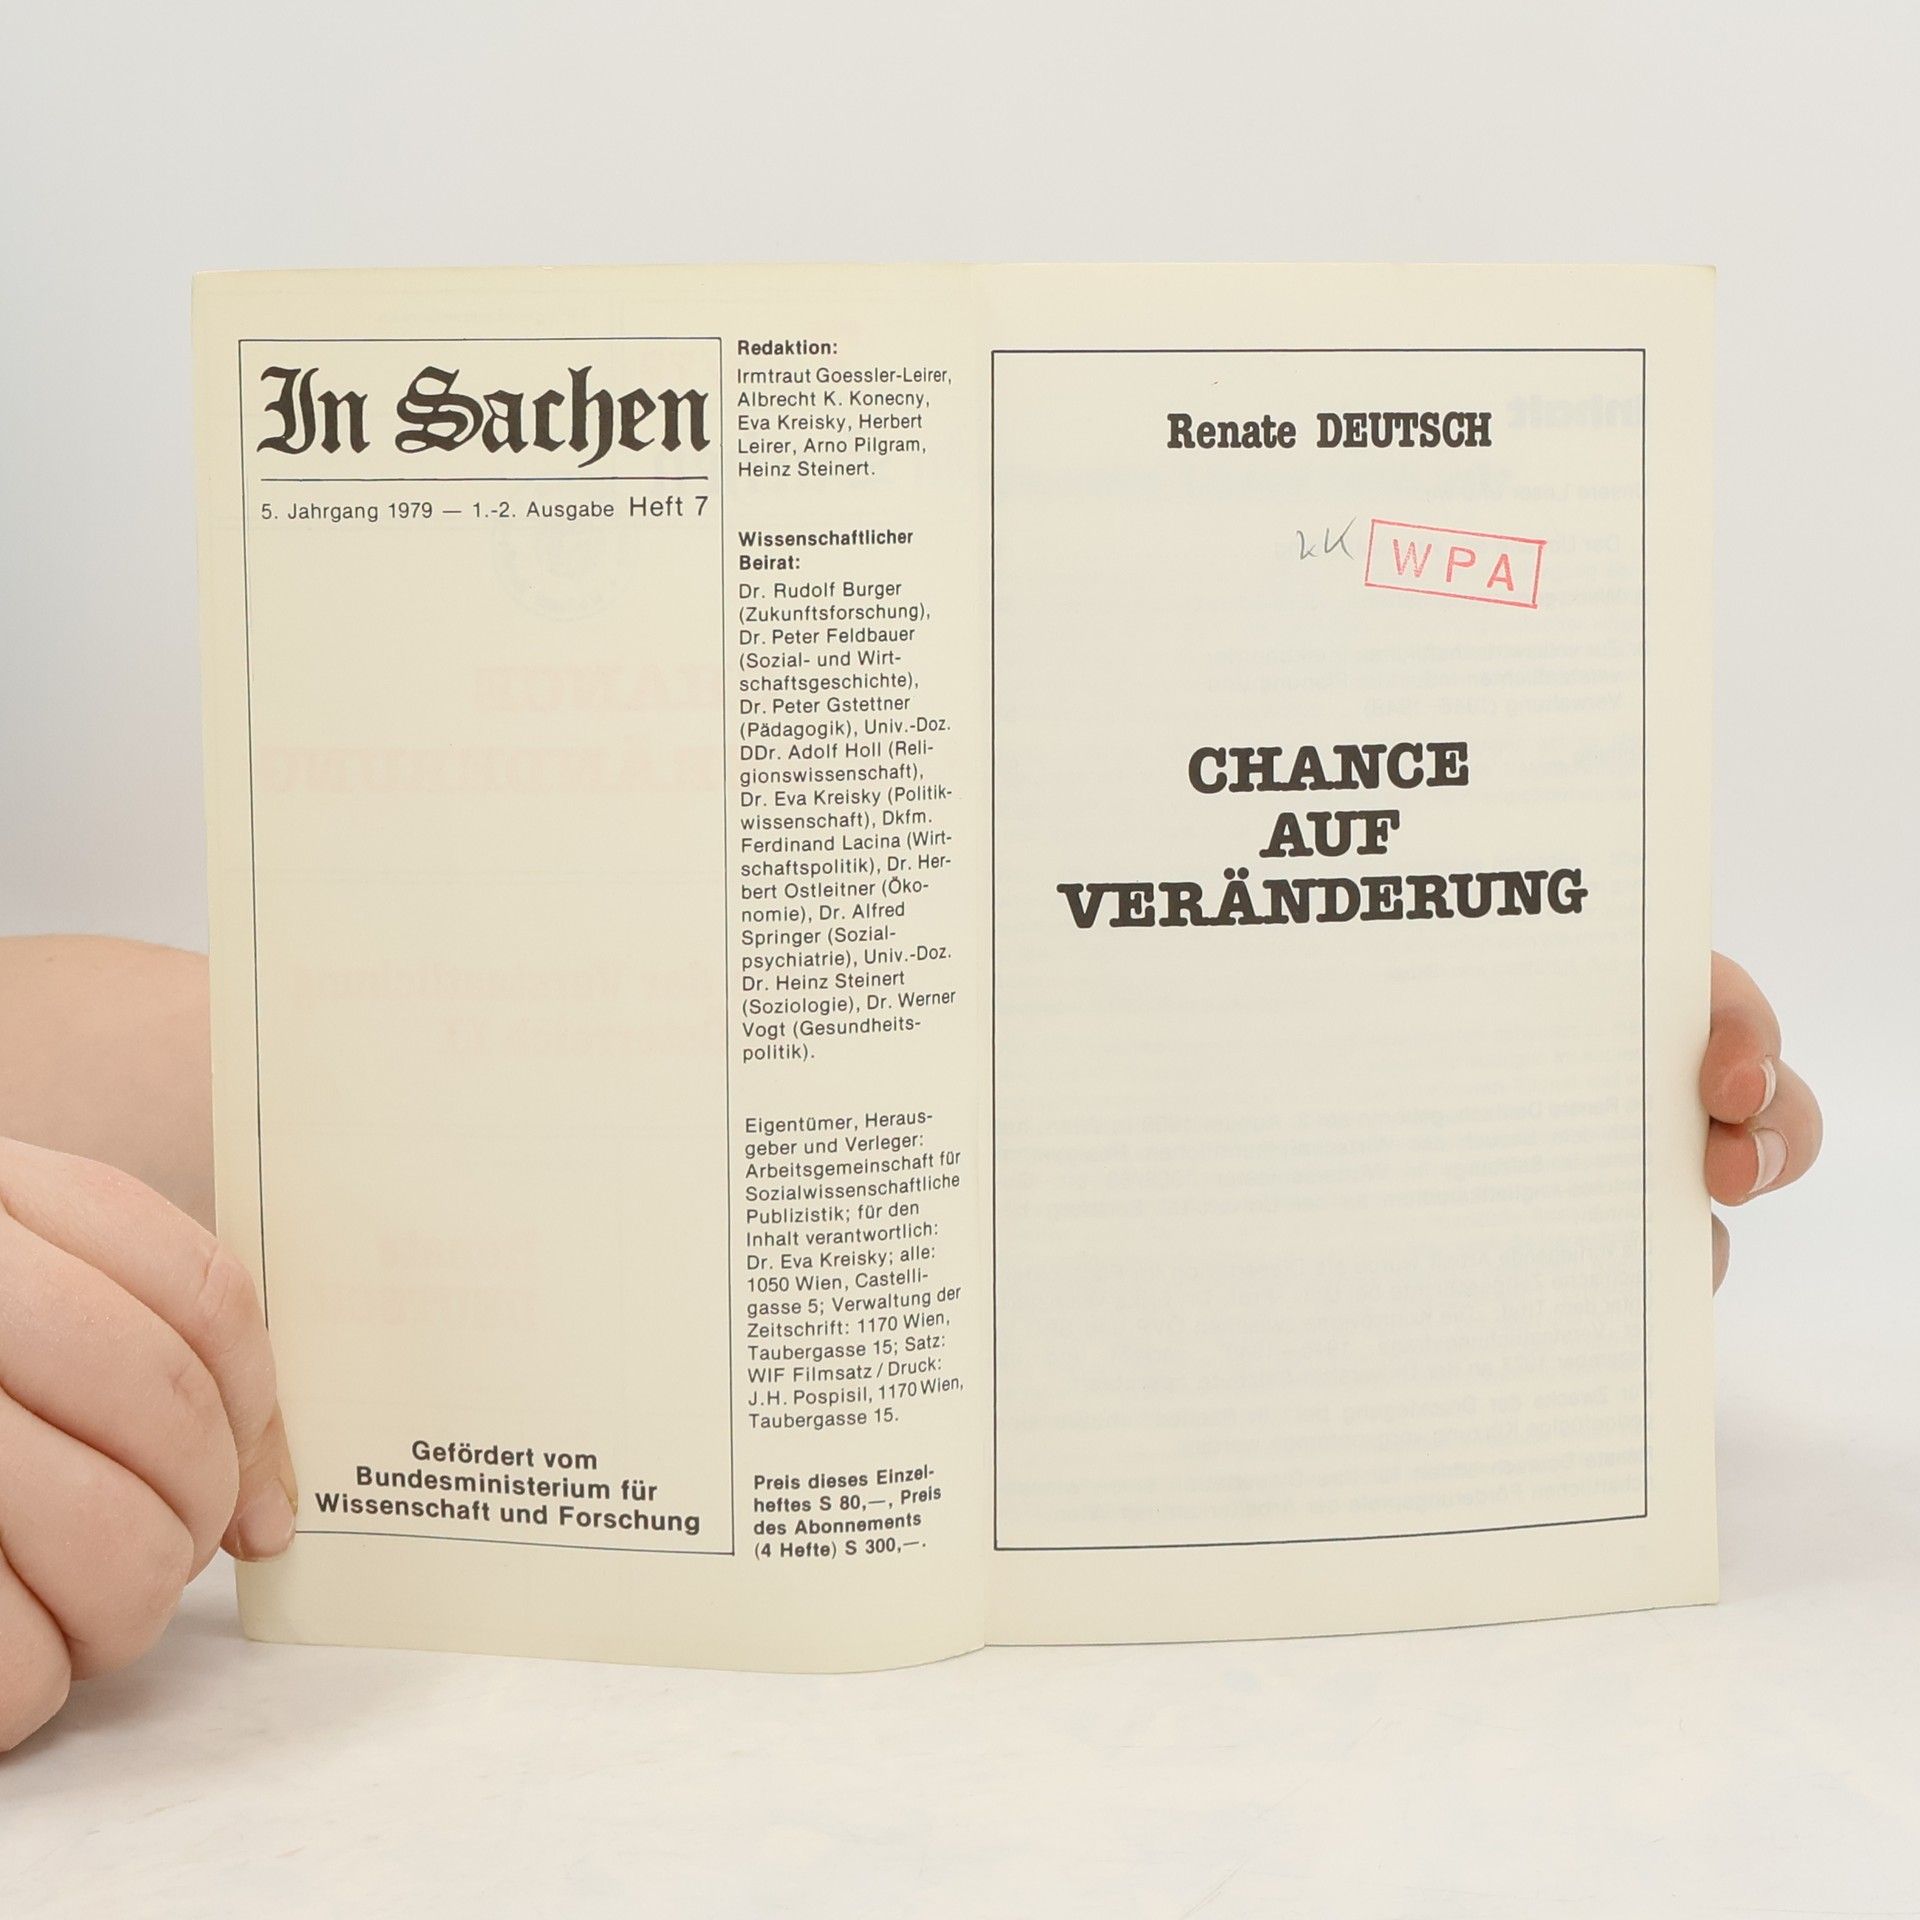 In Sachen
5. Jahrgang 1979 — 1.-2. Ausgabe Heft 7
Gefördert vom
Bundesministerium für
Wissenschaft und Forschung
Redaktion:
Irmtraut Goessler-Leirer,
Albrecht K. Konecny,
Eva Kreisky, Herbert
Leirer, Arno Pilgram,
Heinz Steinert.
Wissenschaftlicher
Beirat:
Dr. Rudolf Burger
(Zukunftsforschung),
Dr. Peter Feldbauer
(Sozial- und Wirt-
schaftsgeschichte),
Dr. Peter Gstettner
(Pädagogik), Univ.-Doz.
DDr. Adolf Holl (Reli-
gionswissenschaft),
Dr. Eva Kreisky (Politik-
wissenschaft), Dkfm.
Ferdinand Lacina (Wirt-
schaftspolitik), Dr. Her-
bert Ostleitner (Öko-
nomie), Dr. Alfred
Springer (Sozial-
psychiatrie), Univ.-Doz.
Dr. Heinz Steinert
(Soziologie), Dr. Werner
Vogt (Gesundheits-
politik).
Eigentümer, Heraus-
geber und Verleger:
Arbeitsgemeinschaft für
Sozialwissenschaftliche
Publizistik; für den
Inhalt verantwortlich:
Dr. Eva Kreisky; alle:
1050 Wien, Castelli-
gasse 5; Verwaltung der
Zeitschrift: 1170 Wien,
Taubergasse 15; Satz:
WIF Filmsatz / Druck:
J.H. Pospisil, 1170 Wien,
Taubergasse 15.
Preis dieses Einzel-
heftes S 80,—, Preis
des Abonnements
(4 Hefte) S 300,—.
Renate DEUTSCH
WPA
CHANCE
AUF
VERÄNDERUNG